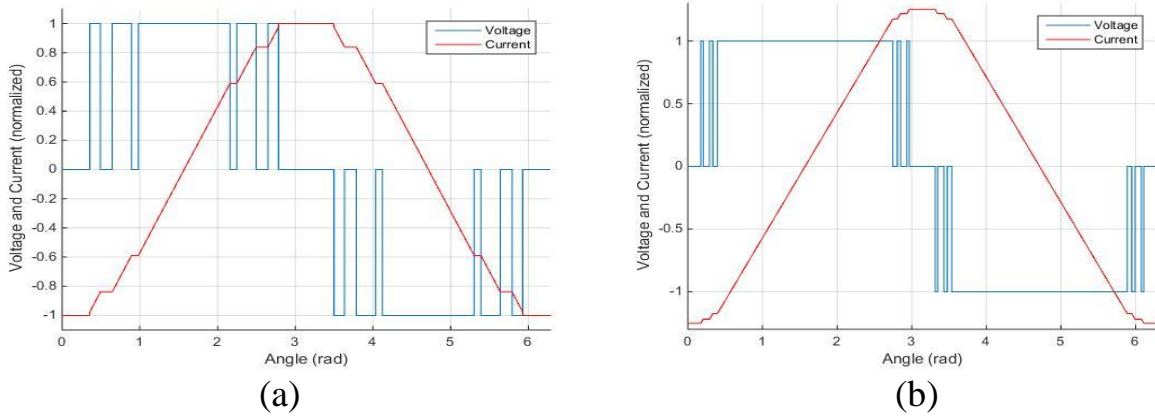 1
0.8
0.6
0.4
0.2
0
-0.2
-0.4
-0.6
-0.8
-1
Voltage and Current (normalized)
Voltage
Current
0 1 2 3 4 5 6
Angle (rad)
(a)
1
0.5
0
-0.5
-1
Voltage and Current (normalized)
Voltage
Current
0 1 2 3 4 5 6
Angle (rad)
(b)